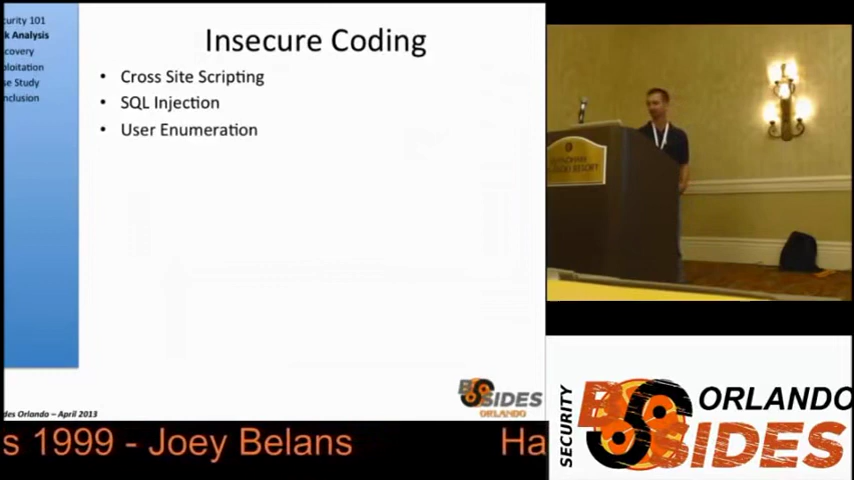 curity 101
k Analysis
covery
ploitation
se Study
nclusion
Insecure Coding
• Cross Site Scripting
• SQL Injection
• User Enumeration
des Orlando – April 2013
BSIDES
ORLANDO
s 1999 - Joey Belans
Ha
SECURITY
BSIDES
ORLANDO